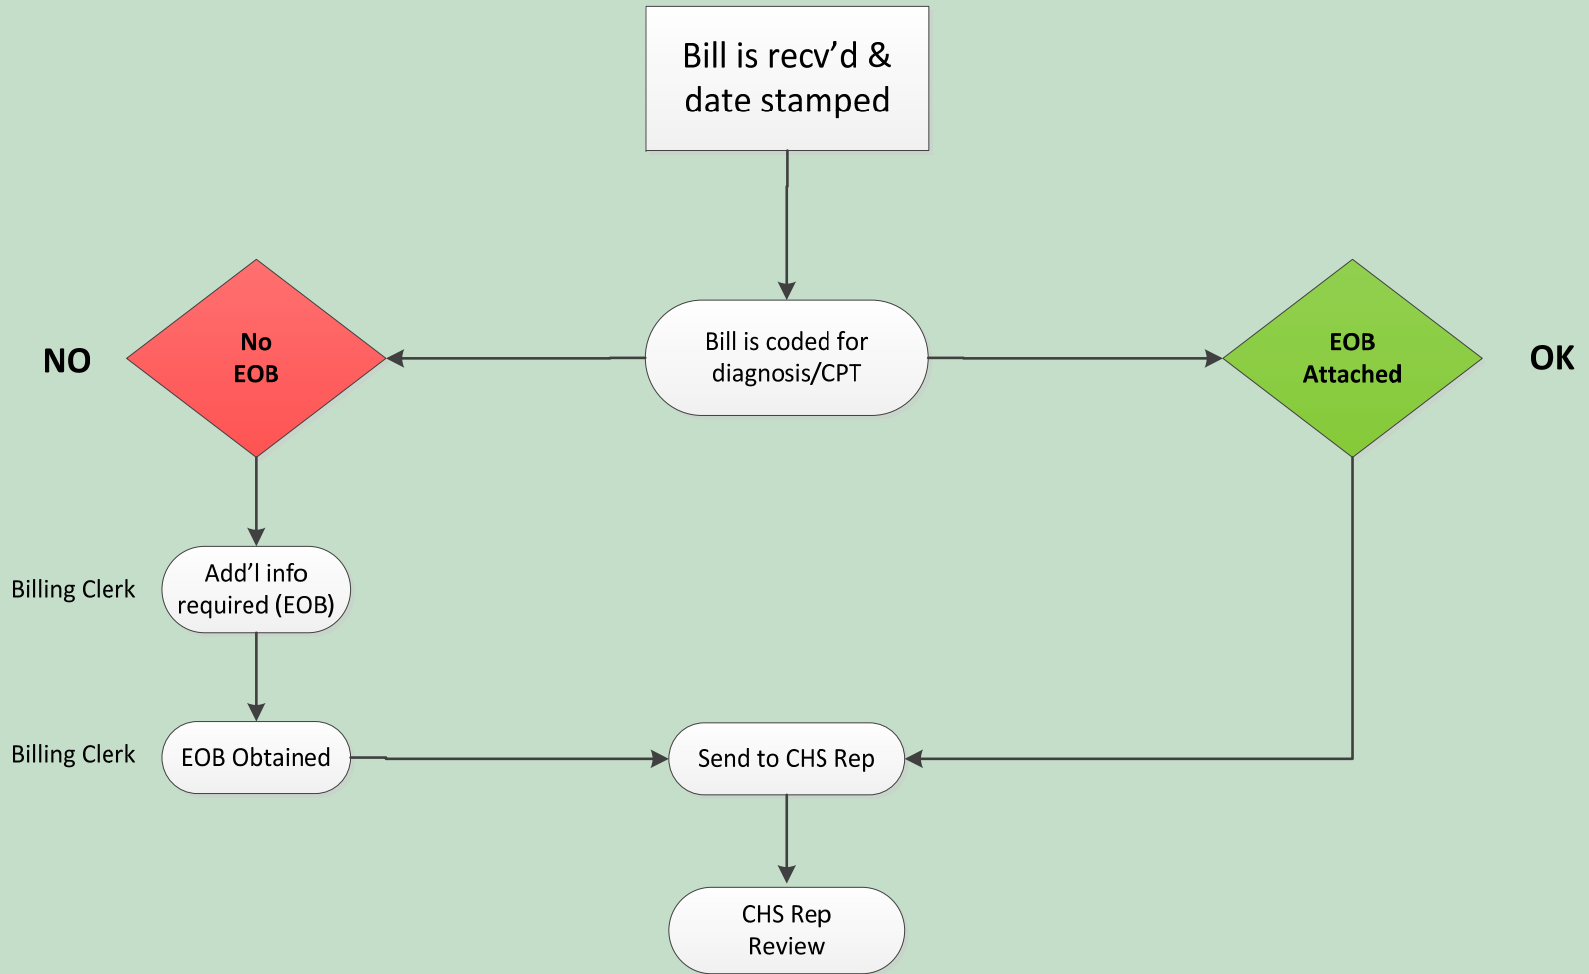 Bill is recv’d &
date stamped
NO
No
EOB
Bill is coded for
diagnosis/CPT
EOB
Attached
OK
Billing Clerk
Add’l info
required (EOB)
Billing Clerk
EOB Obtained
Send to CHS Rep
CHS Rep
Review